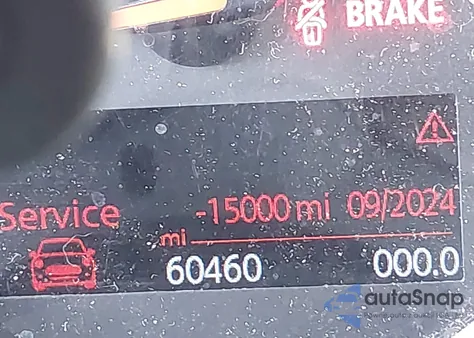 BRAKE
Service -15000 mi 09/2024
mi
60460 000.0
autoSnap